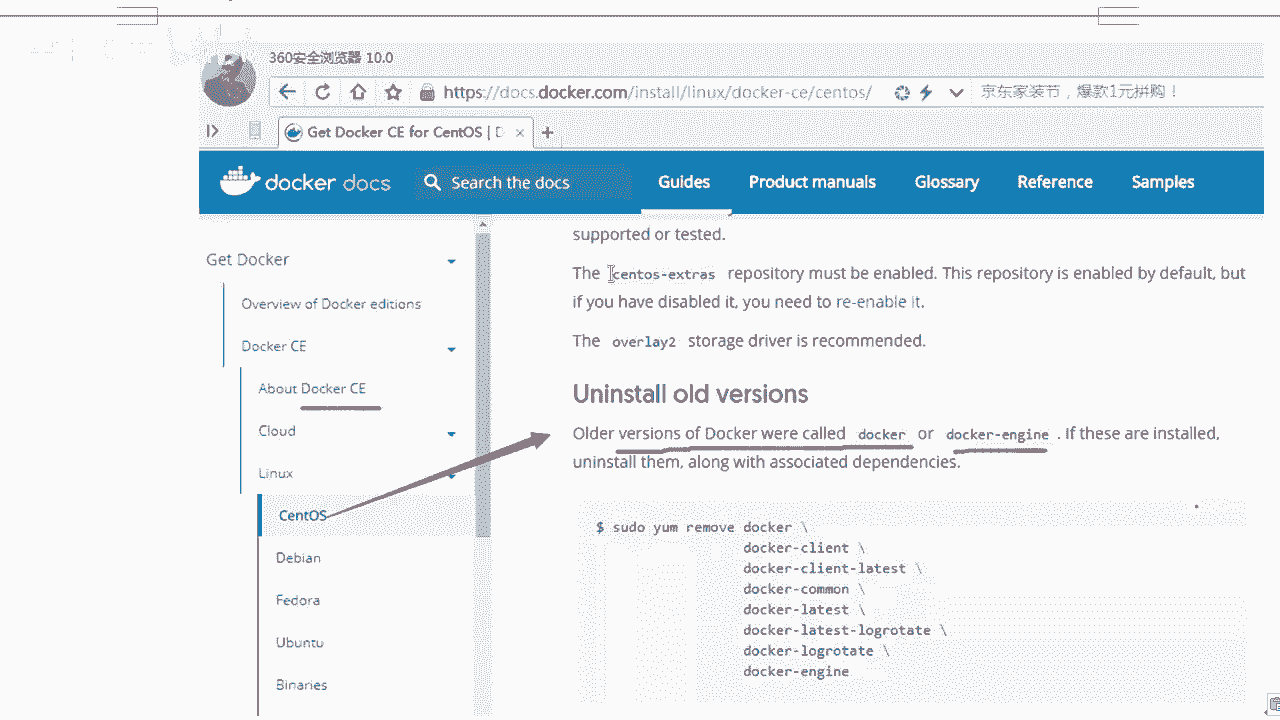 360安全浏览器 10.0
https://docs.docker.com/install/linux/docker-ce/centos/
京东家装节，爆款1元拼购！
Get Docker CE for CentOS | D
docker docs
Search the docs
Guides
Product manuals
Glossary
Reference
Samples
Get Docker
Overview of Docker editions
Docker CE
About Docker CE
Cloud
Linux
CentOS
Debian
Fedora
Ubuntu
Binaries
supported or tested.
The centos-extras repository must be enabled. This repository is enabled by default, but
if you have disabled it, you need to re-enable it.
The overlay2 storage driver is recommended.
Uninstall old versions
Older versions of Docker were called docker or docker-engine . If these are installed,
uninstall them, along with associated dependencies.
$ sudo yum remove docker \
docker-client \
docker-client-latest \
docker-common \
docker-latest \
docker-latest-logrotate \
docker-logrotate \
docker-engine